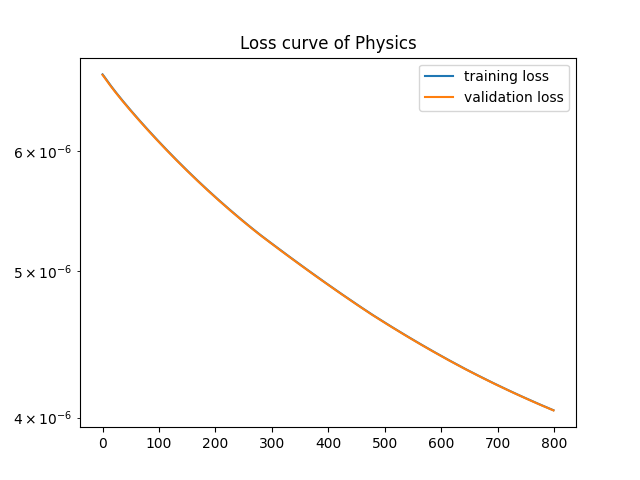 Loss curve of Physics
training loss
validation loss
6 × 10⁻⁶
5 × 10⁻⁶
4 × 10⁻⁶
0 100 200 300 400 500 600 700 800